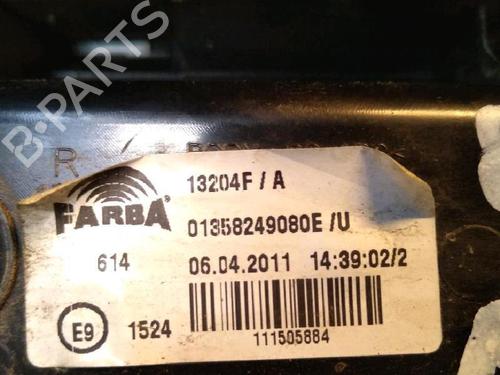 B-PARTS
R
FARBA
13204F / A
01358249080E /U
614 06.04.2011 14:39:02/2
E9 1524
111505884